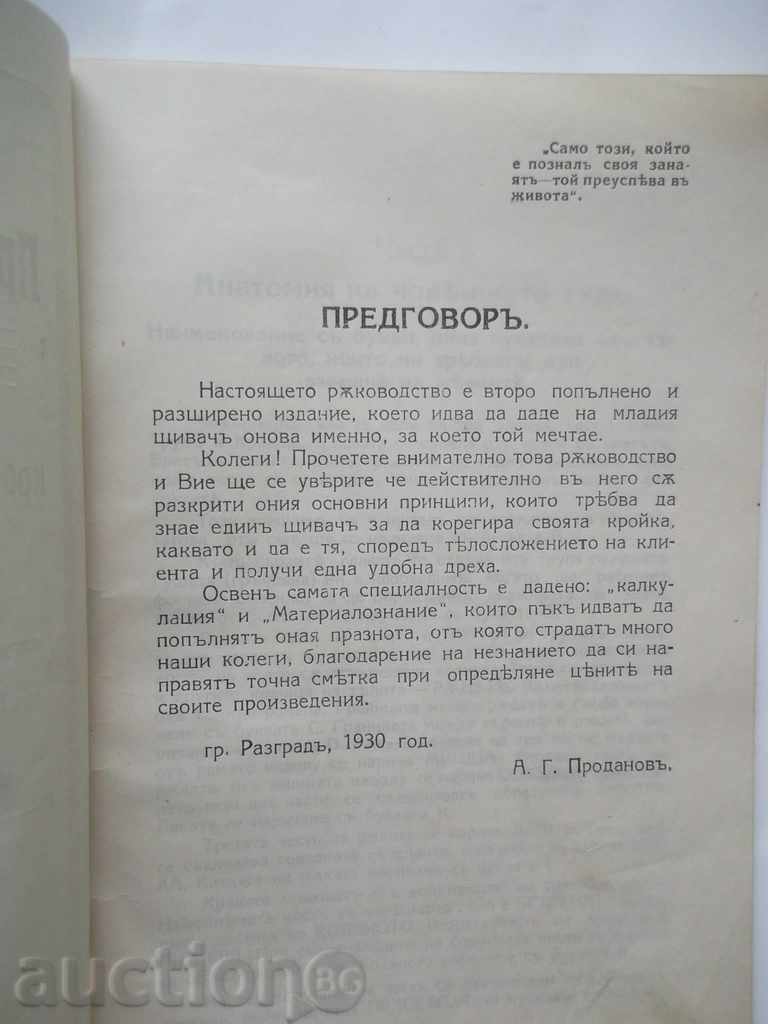 „Само този, който
е позналъ своя зана-
ятъ—той преуспѣва въ
живота“.
ПРЕДГОВОРЪ.
Настоящето рѫководство е второ попълнено и
разширено издание, което идва да даде на младия
щивачъ онова именно, за което той мечтае.
Колеги! Прочетете внимателно това рѫководство
и Вие ще се увѣрите че действително въ него сѫ
разкрити ония основни принципи, които трѣбва да
знае едииъ щивачъ за да корегира своята кройка,
каквато и да е тя, споредъ тѣлосложението на кли-
ента и получи една удобна дреха.
Освенъ самата специалность е дадено: „калку-
лация“ и „Материалознание“, които пъкъ идватъ да
попълнятъ оная празнота, отъ която страдатъ много
наши колеги, благодарение на незнанието да си на-
правятъ точна смѣтка при опредѣляне цѣнитѣ на
своите произведения.
гр. Разградъ, 1930 год.
А. Г. Продановъ,
auction BG